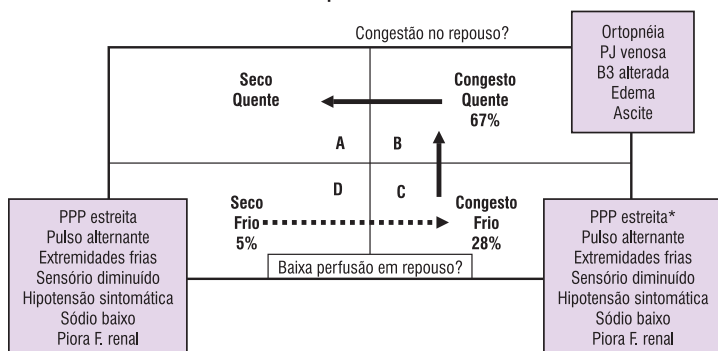 Congestão no repouso?
Ortopnéia
PJ venosa
B3 alterada
Edema
Ascite
Seco
Quente
Congesto
Quente
67%
A
B
D
C
Seco
Frio
5%
Congesto
Frio
28%
Baixa perfusão em repouso?
PPP estreita
Pulso alternante
Extremidades frias
Sensório diminuído
Hipotensão sintomática
Sódio baixo
Piora F. renal
PPP estreita*
Pulso alternante
Extremidades frias
Sensório diminuído
Hipotensão sintomática
Sódio baixo
Piora F. renal